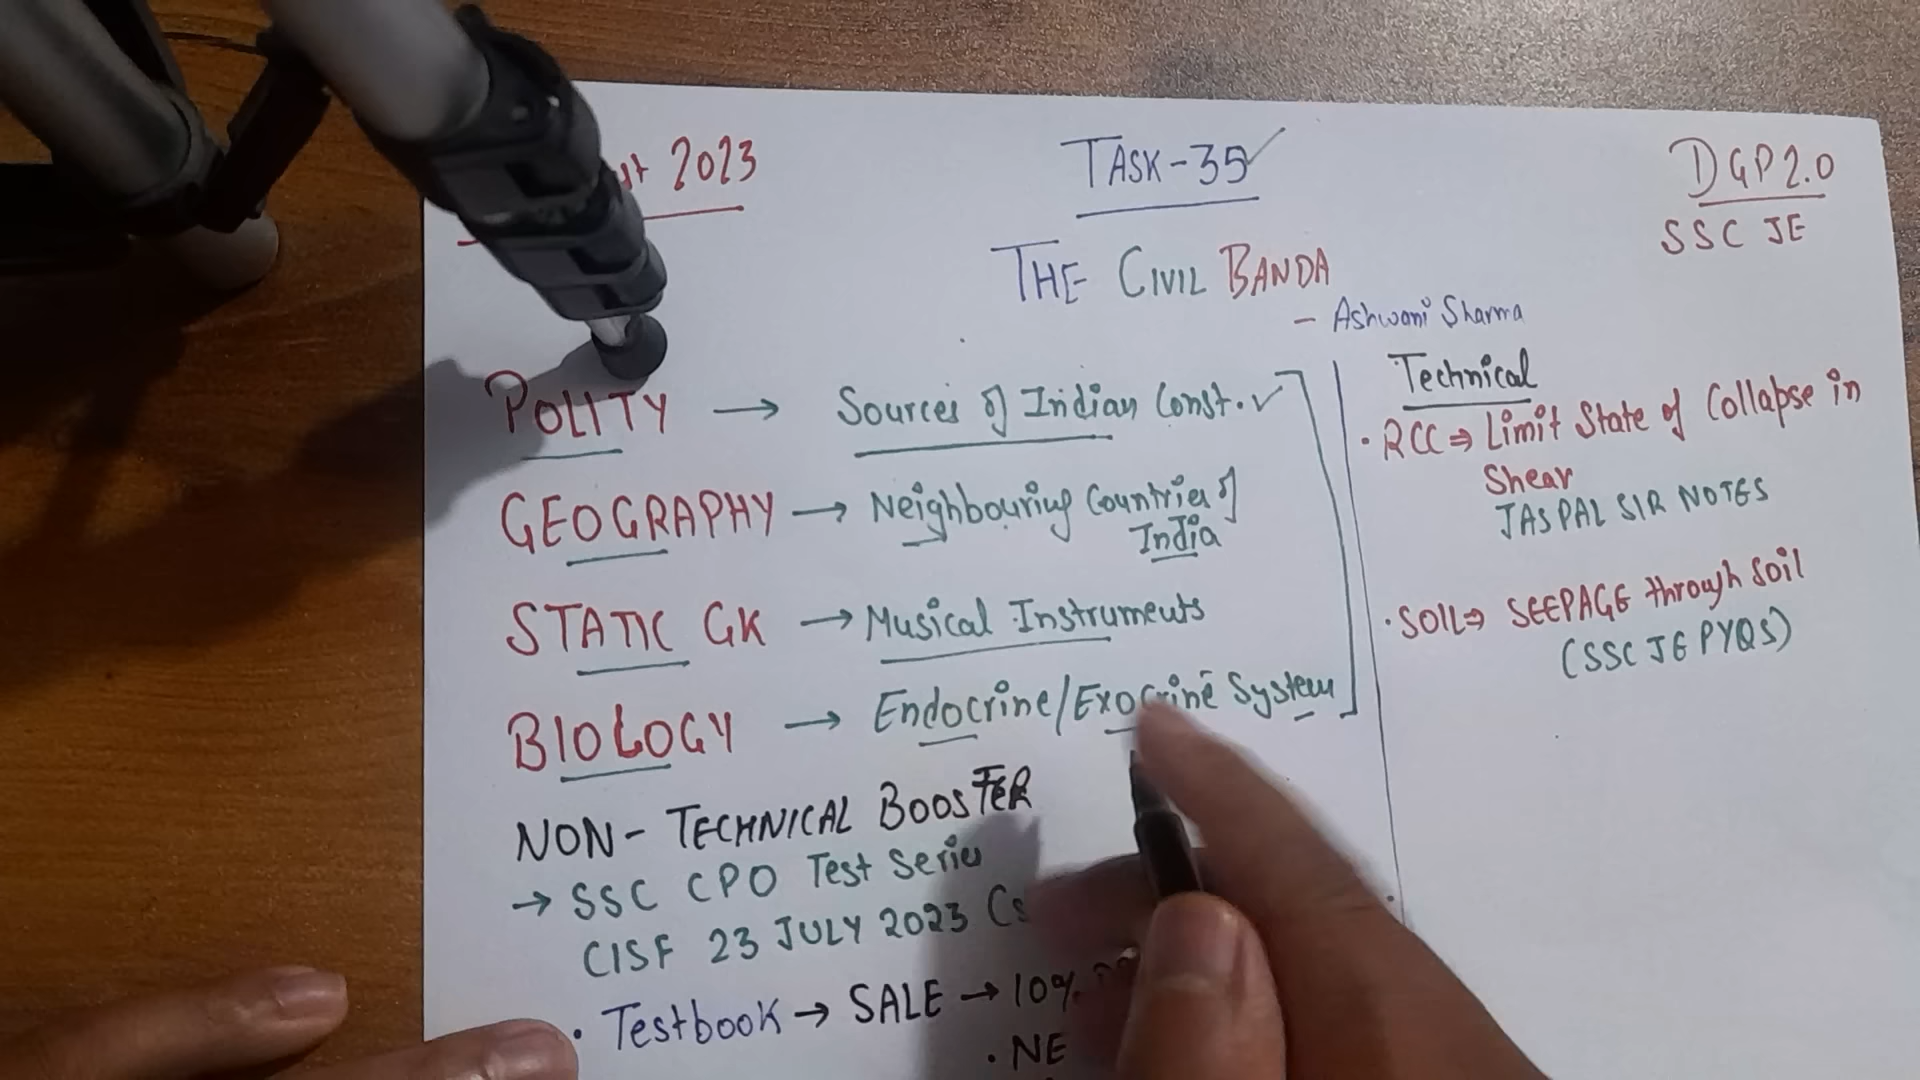 2023
TASK-35
DGP2.0
SSC JE
THE CIVIL BANDA
- Ashwani Sharma
POLITY → Sources of Indian Const.
GEOGRAPHY → Neighbouring Countries of
India
STATIC GK → Musical Instruments
BIOLOGY → Endocrine/Exocrine System
NON-TECHNICAL BOOSTER
→ SSC CPO Test Series
CISF 23 JULY 2023
• Testbook → SALE → 10%
• NE
Technical
• RCC ⇒ Limit State of Collapse in
Shear
JASPAL SIR NOTES
• SOIL ⇒ SEEPAGE through Soil
(SSC JE PYQS)